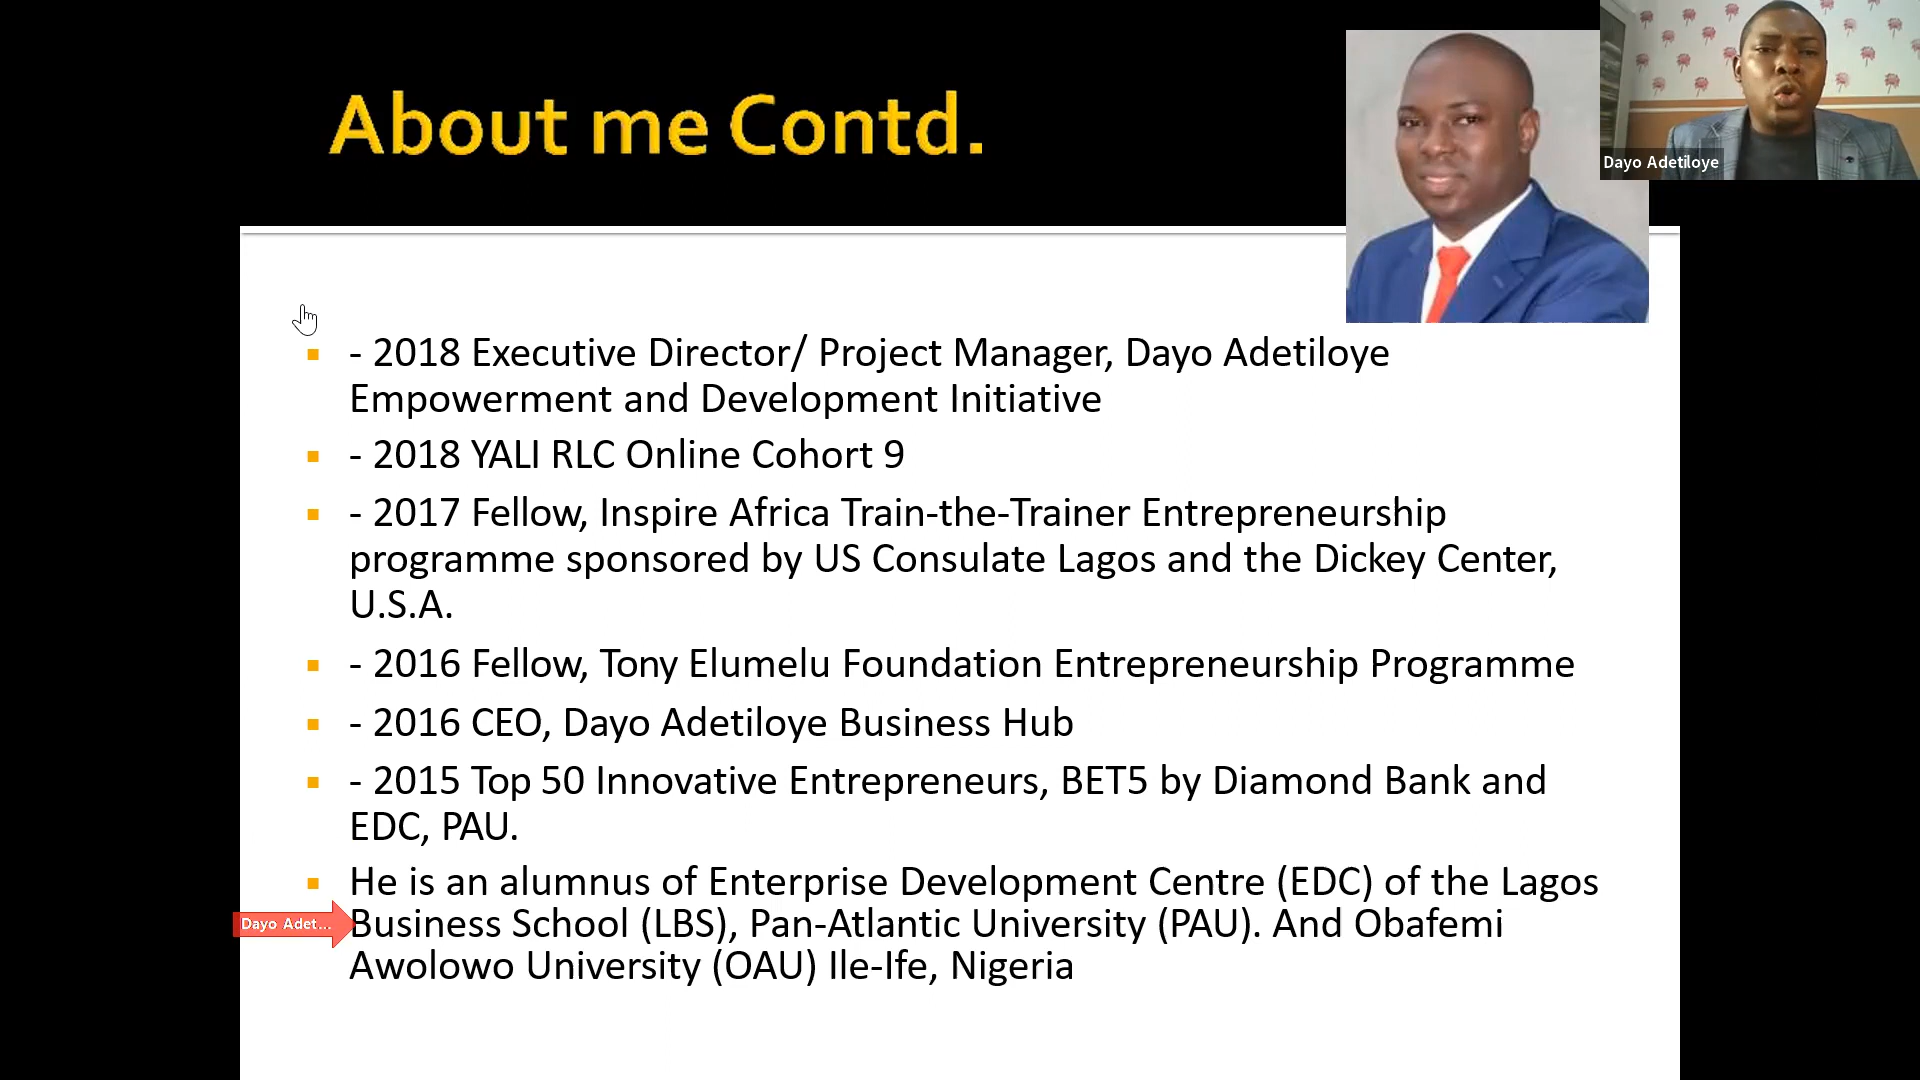 About me Contd.
Dayo Adetiloye
- 2018 Executive Director/ Project Manager, Dayo Adetiloye
Empowerment and Development Initiative
- 2018 YALI RLC Online Cohort 9
- 2017 Fellow, Inspire Africa Train-the-Trainer Entrepreneurship
programme sponsored by US Consulate Lagos and the Dickey Center,
U.S.A.
- 2016 Fellow, Tony Elumelu Foundation Entrepreneurship Programme
- 2016 CEO, Dayo Adetiloye Business Hub
- 2015 Top 50 Innovative Entrepreneurs, BET5 by Diamond Bank and
EDC, PAU.
He is an alumnus of Enterprise Development Centre (EDC) of the Lagos
Dayo Adet...
Business School (LBS), Pan-Atlantic University (PAU). And Obafemi
Awolowo University (OAU) Ile-Ife, Nigeria